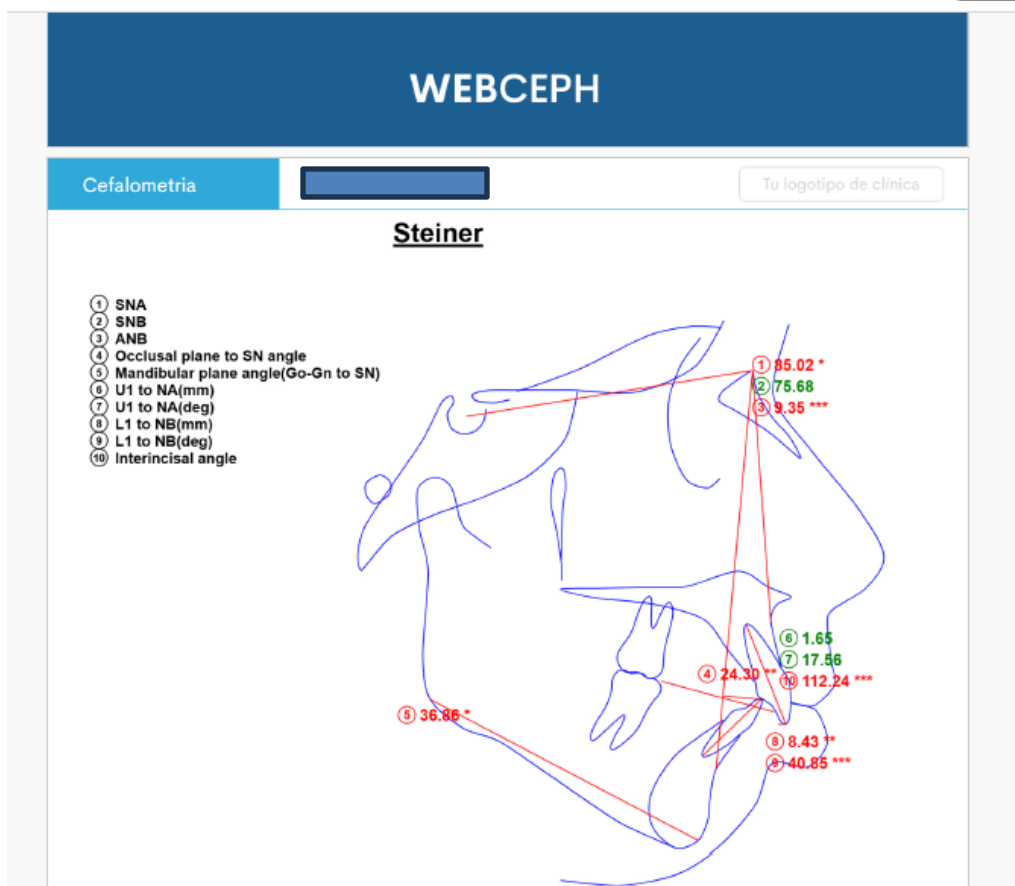 WEBCEPH
Cefalometria
Tu logotipo de clínica
Steiner
① SNA
② SNB
③ ANB
④ Occlusal plane to SN angle
⑤ Mandibular plane angle(Go-Gn to SN)
⑥ U1 to NA(mm)
⑦ U1 to NA(deg)
⑧ L1 to NB(mm)
⑨ L1 to NB(deg)
⑩ Interincisal angle
① 85.02 *
② 75.68
③ 9.35 ***
⑥ 1.65
⑦ 17.56
④ 24.30 **
⑩ 112.24 ***
⑤ 36.86 *
⑧ 8.43 **
⑨ 40.85 ***